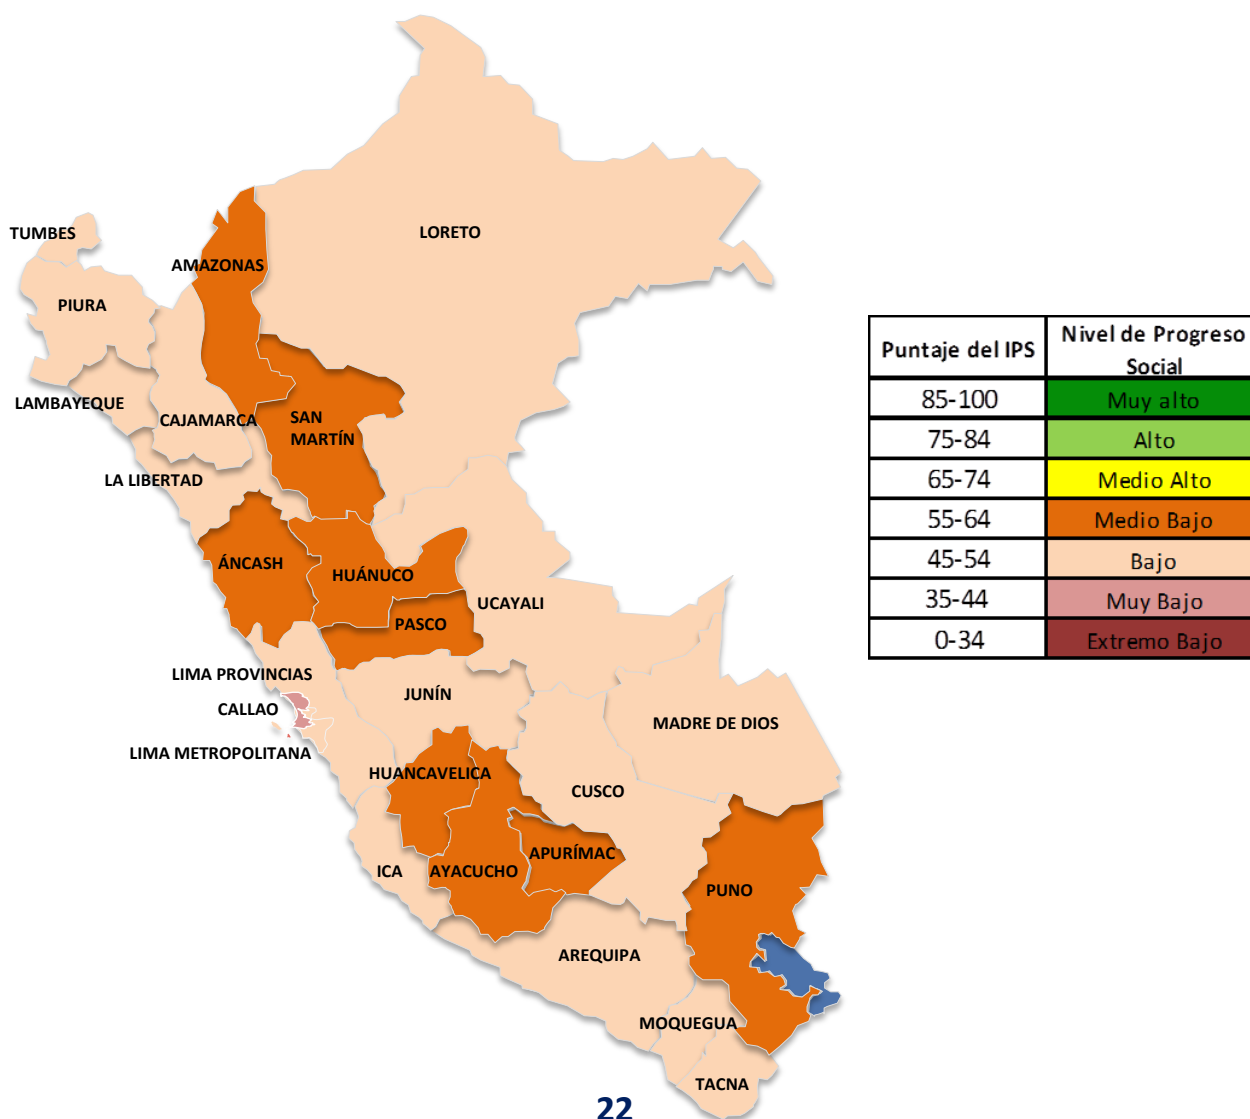 LORETO
TUMBES
AMAZONAS
PIURA
LAMBAYEQUE
CAJAMARCA
SAN
MARTÍN
LA LIBERTAD
ÁNCASH
HUÁNUCO
UCAYALI
PASCO
LIMA PROVINCIAS
JUNÍN
CALLAO
MADRE DE DIOS
LIMA METROPOLITANA
HUANCAVELICA
CUSCO
APURÍMAC
ICA
AYACUCHO
PUNO
AREQUIPA
MOQUEGUA
TACNA
Puntaje del IPS
Nivel de Progreso
Social
85-100 Muy alto
75-84 Alto
65-74 Medio Alto
55-64 Medio Bajo
45-54 Bajo
35-44 Muy Bajo
0-34 Extremo Bajo
22